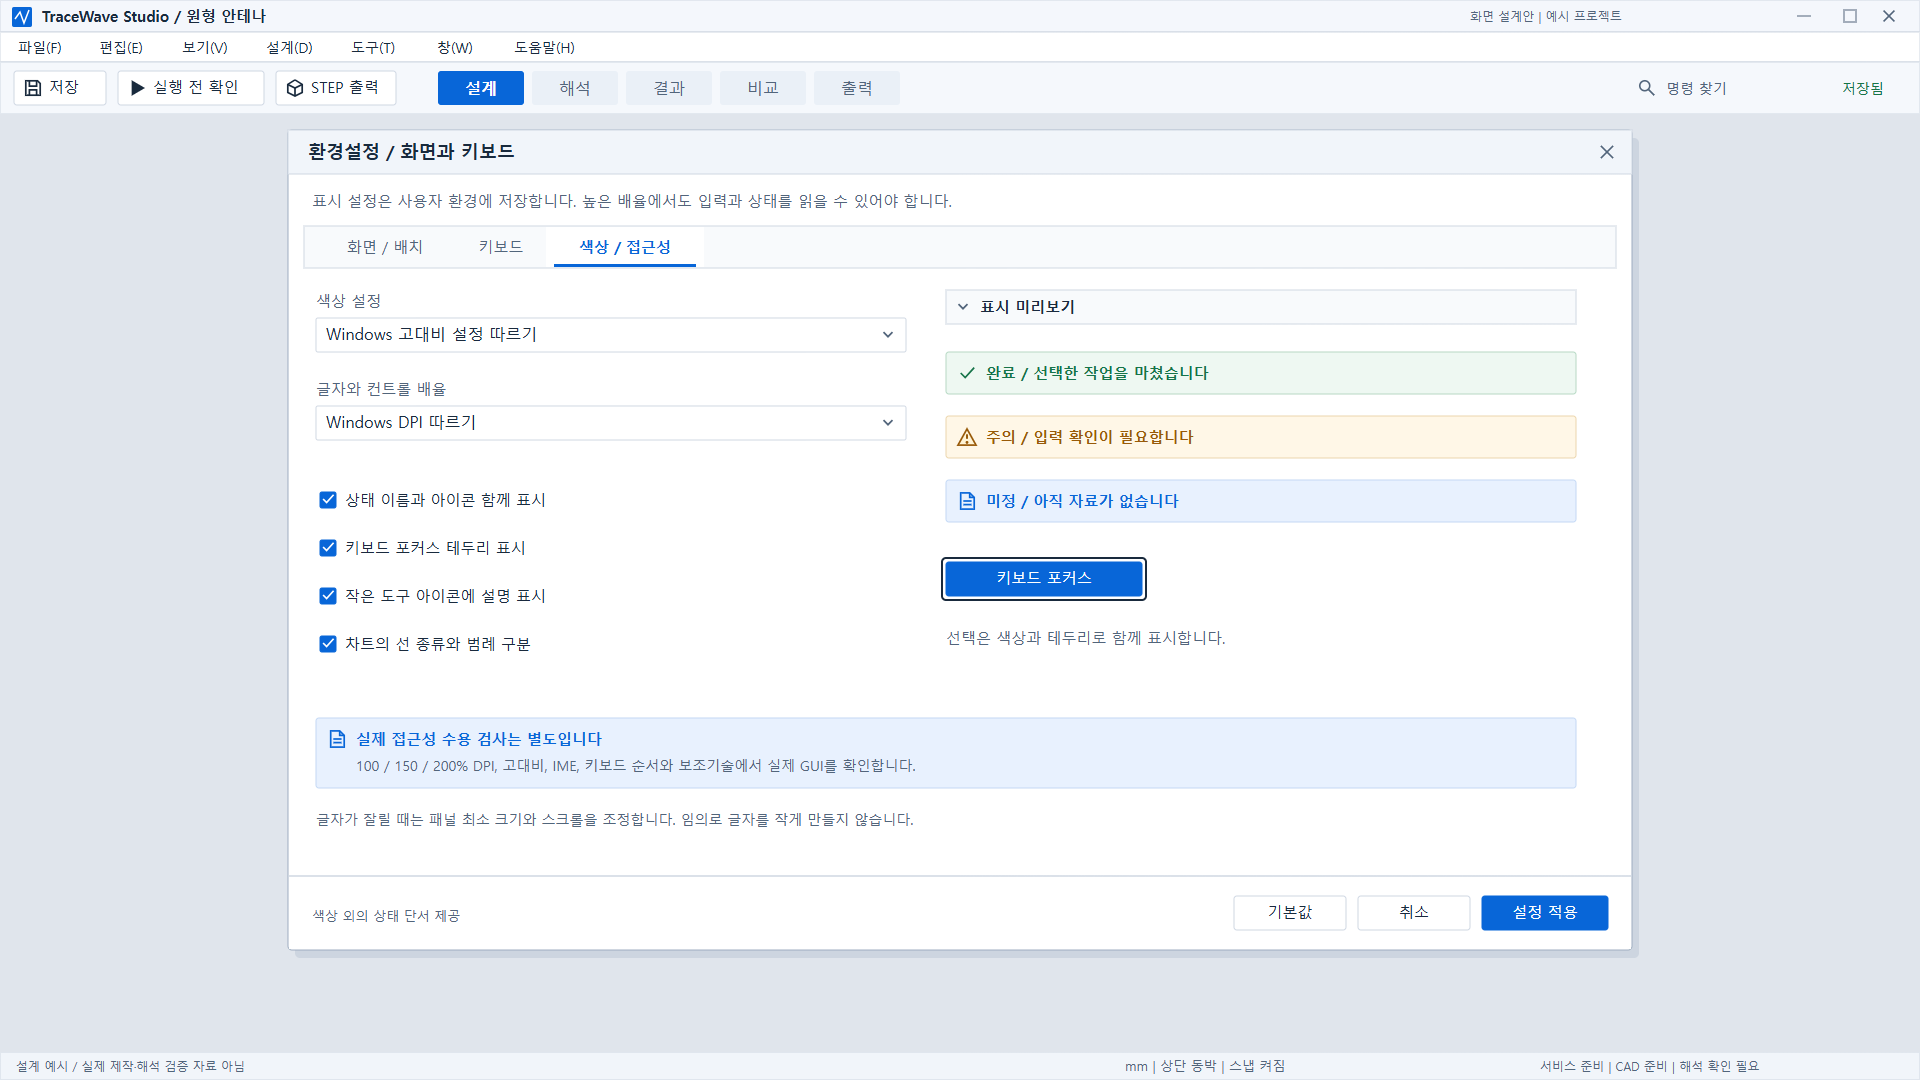 TraceWave Studio / 원형 안테나
화면 설계안 | 예시 프로젝트
파일(F) 편집(E) 보기(V) 설계(D) 도구(T) 창(W) 도움말(H)
저장 실행 전 확인 STEP 출력 설계 해석 결과 비교 출력 명령 찾기 저장됨
환경설정 / 화면과 키보드
표시 설정은 사용자 환경에 저장합니다. 높은 배율에서도 입력과 상태를 읽을 수 있어야 합니다.
화면 / 배치 키보드 색상 / 접근성
색상 설정
Windows 고대비 설정 따르기
글자와 컨트롤 배율
Windows DPI 따르기
상태 이름과 아이콘 함께 표시
키보드 포커스 테두리 표시
작은 도구 아이콘에 설명 표시
차트의 선 종류와 범례 구분
표시 미리보기
완료 / 선택한 작업을 마쳤습니다
주의 / 입력 확인이 필요합니다
미정 / 아직 자료가 없습니다
키보드 포커스
선택은 색상과 테두리로 함께 표시합니다.
실제 접근성 수용 검사는 별도입니다
100 / 150 / 200% DPI, 고대비, IME, 키보드 순서와 보조기술에서 실제 GUI를 확인합니다.
글자가 잘릴 때는 패널 최소 크기와 스크롤을 조정합니다. 임의로 글자를 작게 만들지 않습니다.
색상 외의 상태 단서 제공
기본값 취소 설정 적용
설계 예시 / 실제 제작·해석 검증 자료 아님
mm | 상단 동박 | 스냅 켜짐
서비스 준비 | CAD 준비 | 해석 확인 필요